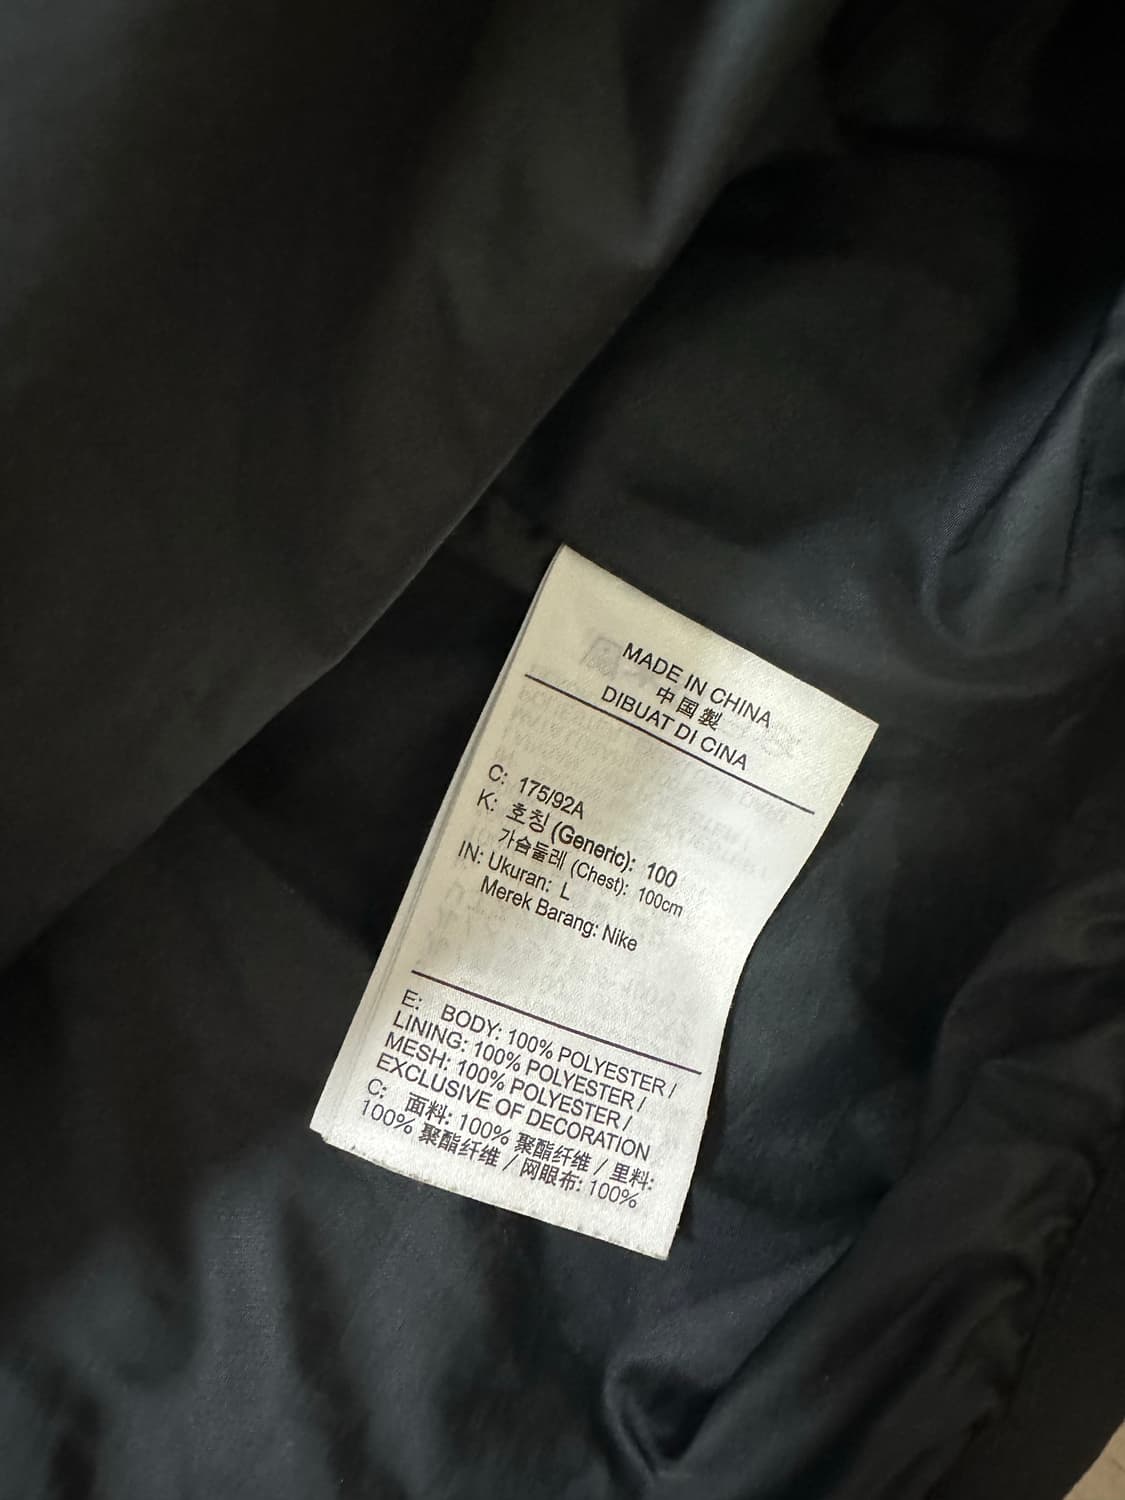 MADE IN CHINA
中国製
DIBUAT DI CINA
C: 175/92A
K: 호칭 (Generic): 100
가슴둘레 (Chest): 100cm
IN: Ukuran: L
Merek Barang: Nike
E: BODY: 100% POLYESTER /
LINING: 100% POLYESTER /
MESH: 100% POLYESTER /
EXCLUSIVE OF DECORATION
C: 面料: 100% 聚酯纤维 / 里料:
100% 聚酯纤维 / 网眼布: 100%